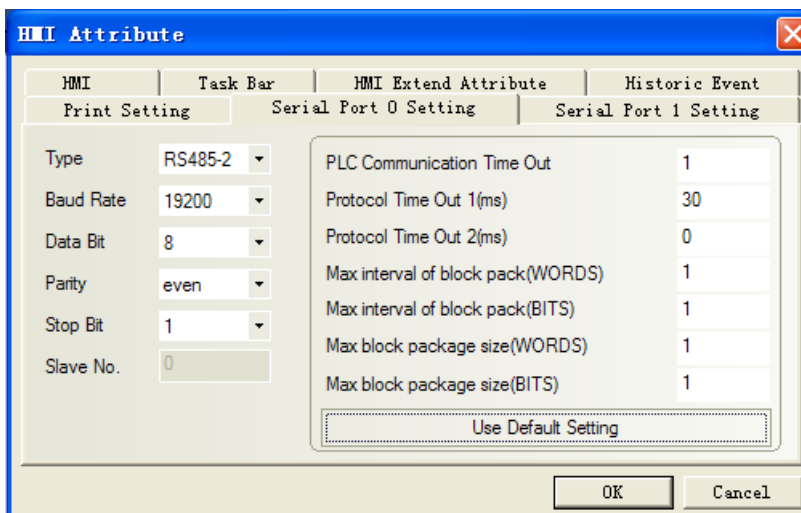 HMI Attribute
HMI Task Bar HMI Extend Attribute Historic Event
Print Setting Serial Port 0 Setting Serial Port 1 Setting
Type RS485-2
Baud Rate 19200
Data Bit 8
Parity even
Stop Bit 1
Slave No. 0
PLC Communication Time Out 1
Protocol Time Out 1(ms) 30
Protocol Time Out 2(ms) 0
Max interval of block pack(WORDS) 1
Max interval of block pack(BITS) 1
Max block package size(WORDS) 1
Max block package size(BITS) 1
Use Default Setting
OK Cancel